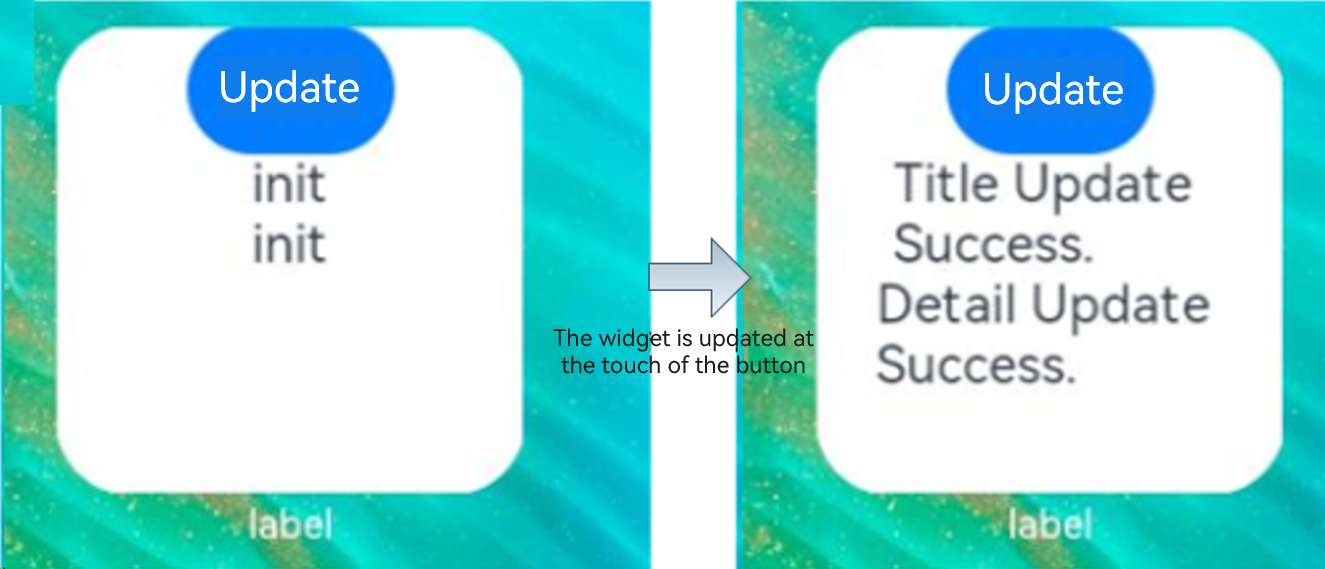 Update
init
init
label
The widget is updated at
the touch of the button
Update
Title Update
Success.
Detail Update
Success.
label